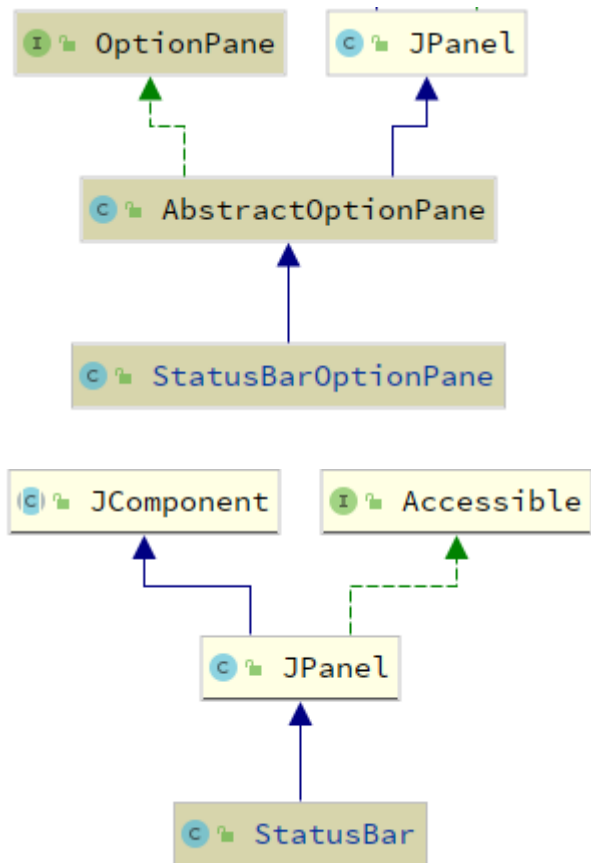 I OptionPane
C JPanel
C AbstractOptionPane
C StatusBarOptionPane
C JComponent
I Accessible
C JPanel
C StatusBar